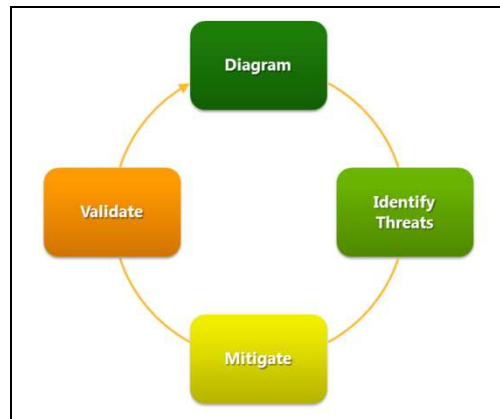 Diagram
Identify
Threats
Mitigate
Validate